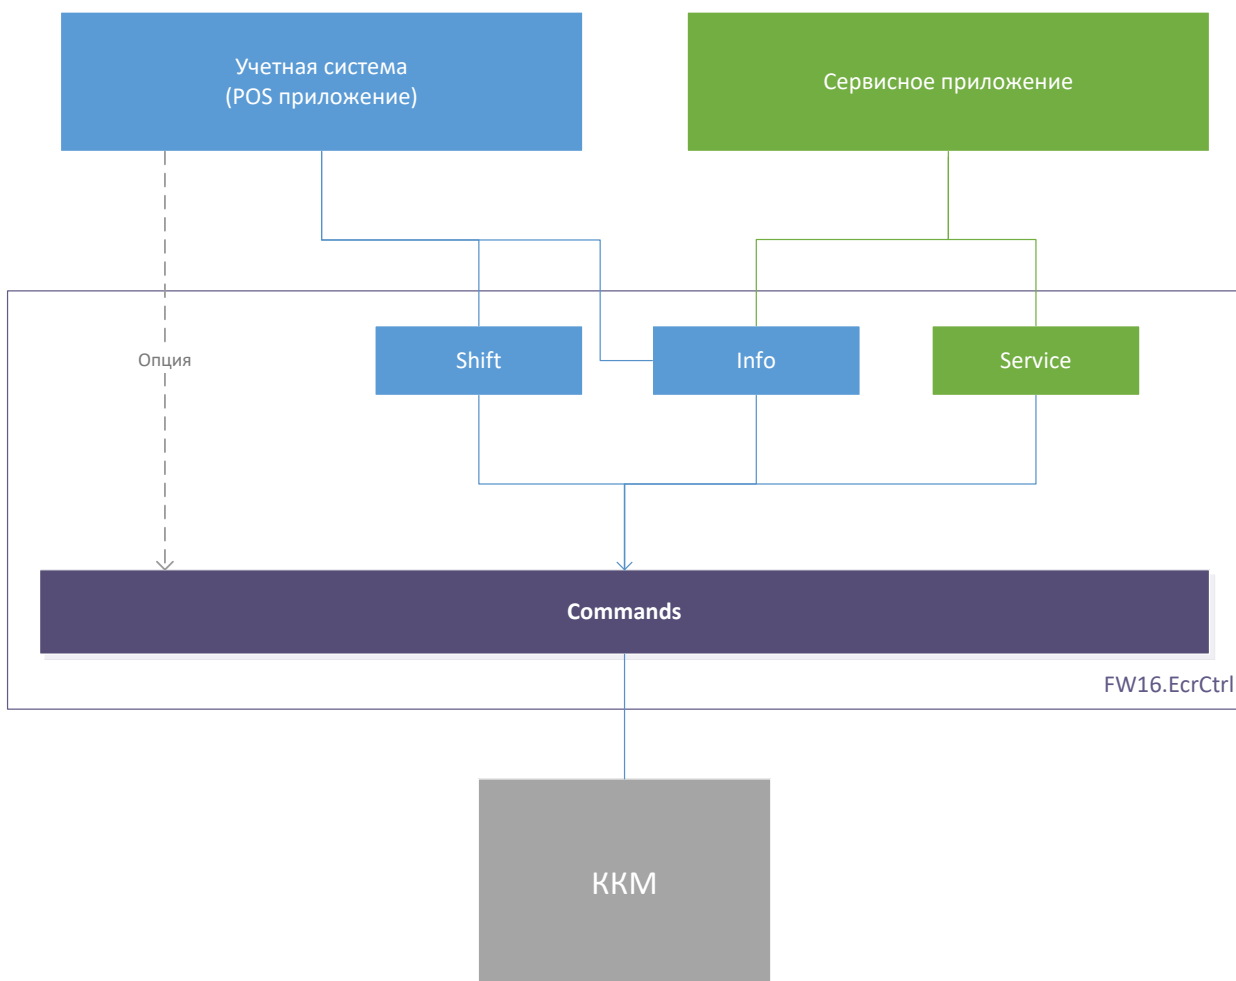 Учетная система
(POS приложение)
Сервисное приложение
Опция
Shift
Info
Service
Commands
FW16.EcrCtrl
ККМ